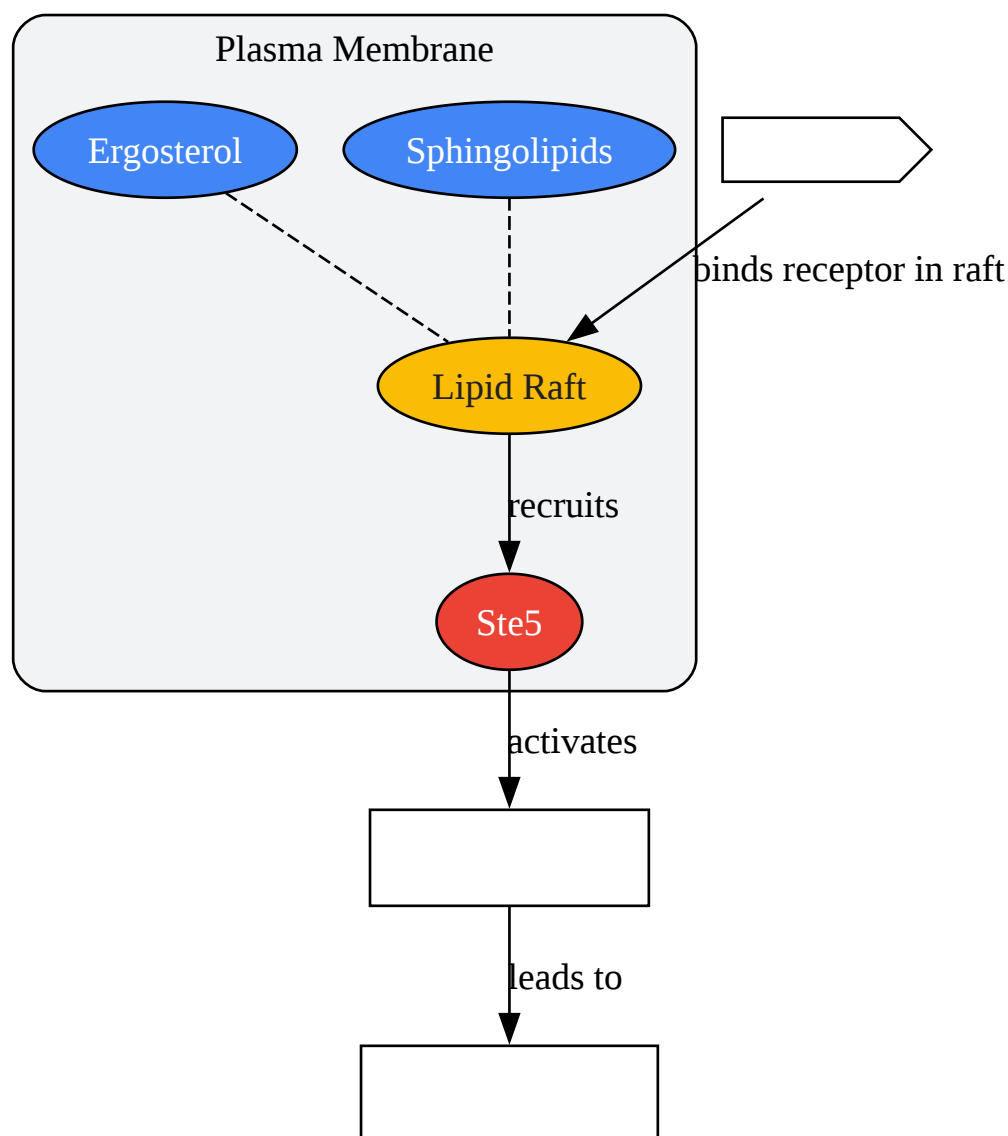 Plasma Membrane
Ergosterol
Sphingolipids
binds receptor in raft
Lipid Raft
recruits
Ste5
activates
leads to